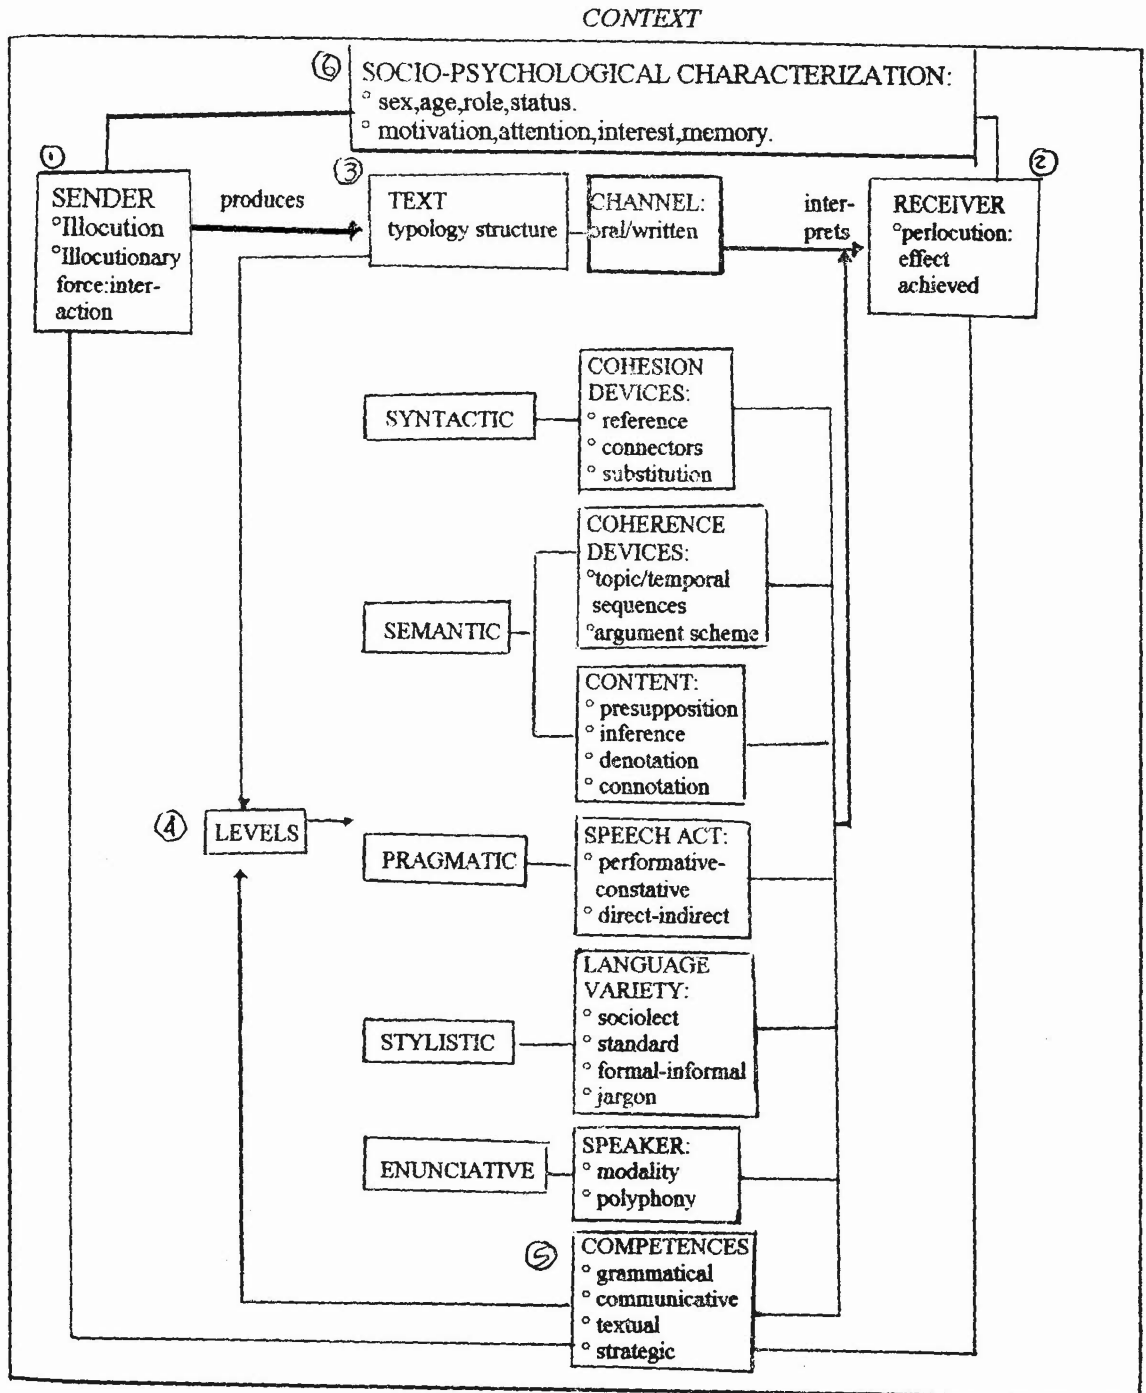 CONTEXT
⑥ SOCIO-PSYCHOLOGICAL CHARACTERIZATION:
° sex,age,role,status.
° motivation,attention,interest,memory.
①
SENDER
°Illocution
°Illocutionary
force:inter-
action
produces
③
TEXT
typology structure
CHANNEL:
oral/written
inter-
prets
②
RECEIVER
°perlocution:
effect
achieved
SYNTACTIC
COHESION
DEVICES:
° reference
° connectors
° substitution
SEMANTIC
COHERENCE
DEVICES:
°topic/temporal
sequences
°argument scheme
CONTENT:
° presupposition
° inference
° denotation
° connotation
④ LEVELS
PRAGMATIC
SPEECH ACT:
° performative-
constative
° direct-indirect
STYLISTIC
LANGUAGE
VARIETY:
° sociolect
° standard
° formal-informal
° jargon
ENUNCIATIVE
SPEAKER:
° modality
° polyphony
⑤ COMPETENCES
° grammatical
° communicative
° textual
° strategic